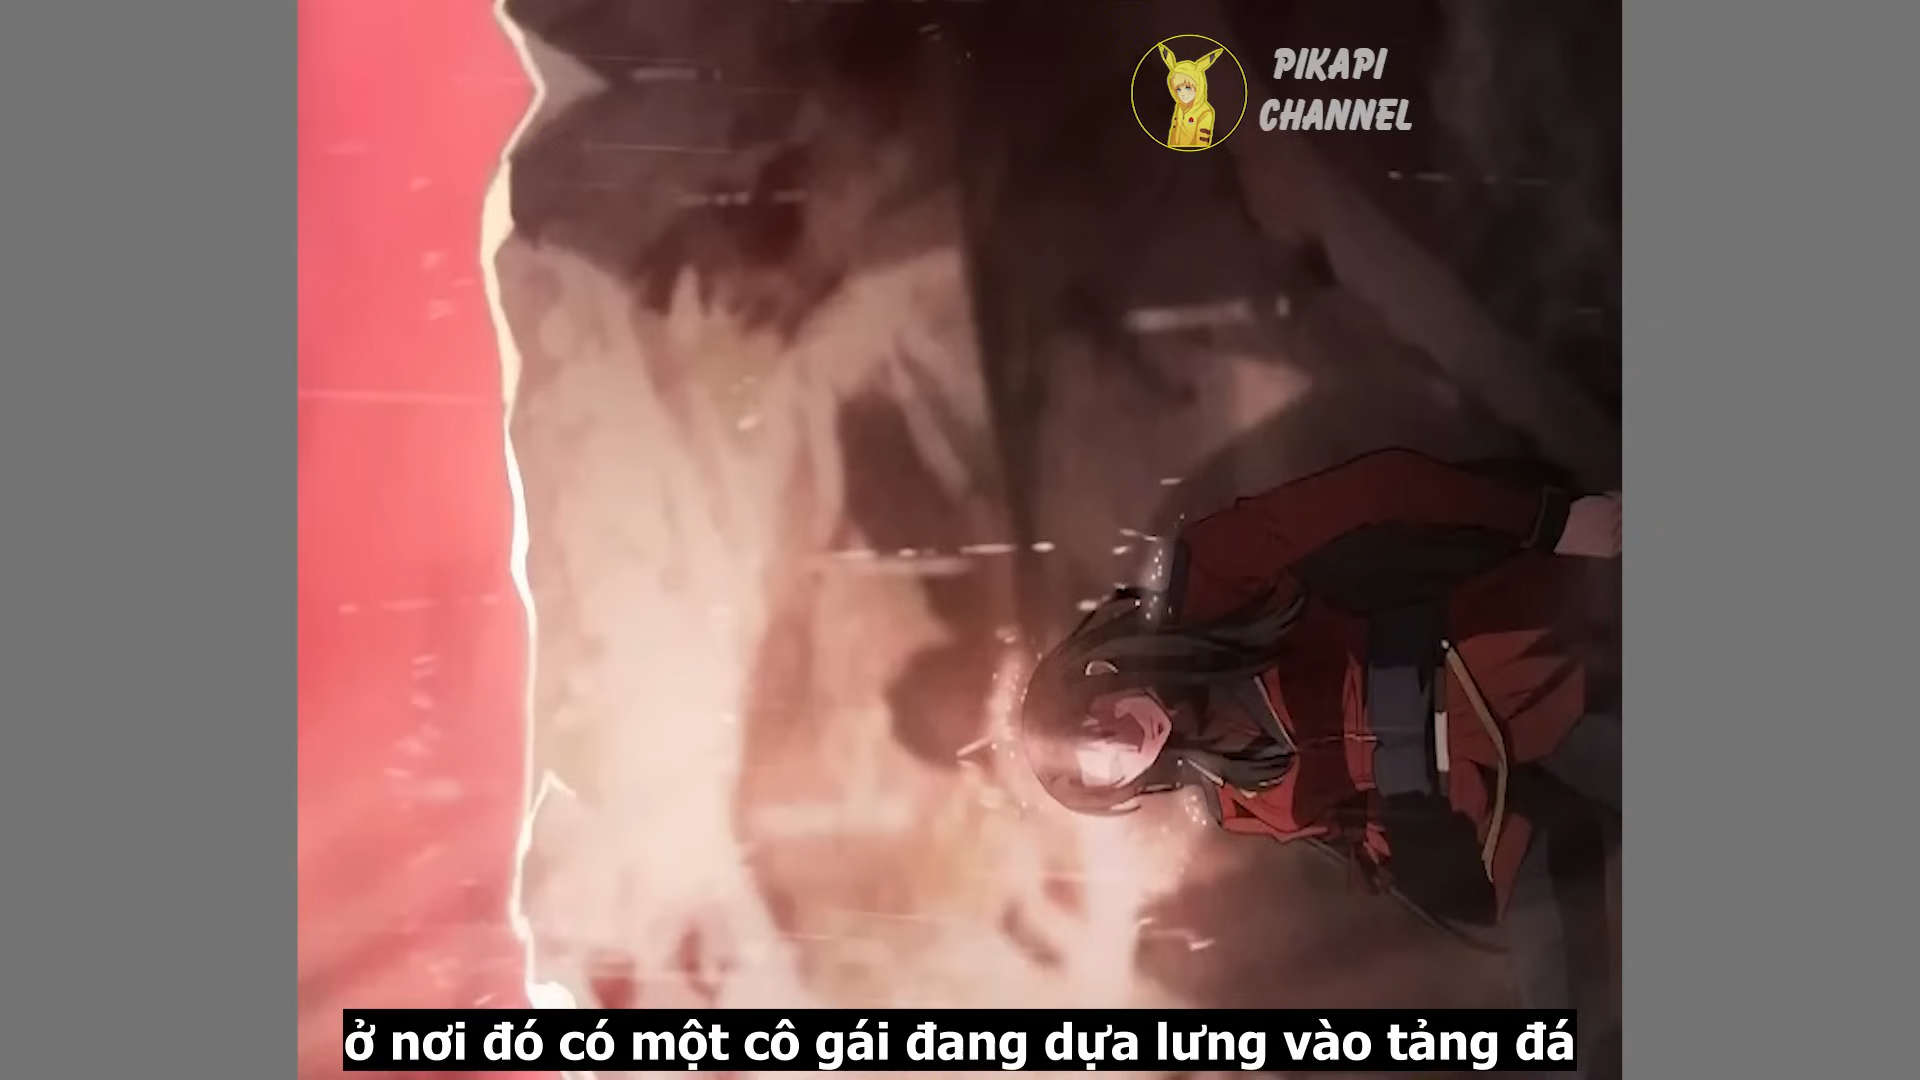 PIKAPI
CHANNEL
ở nơi đó có một cô gái đang dựa lưng vào tảng đá